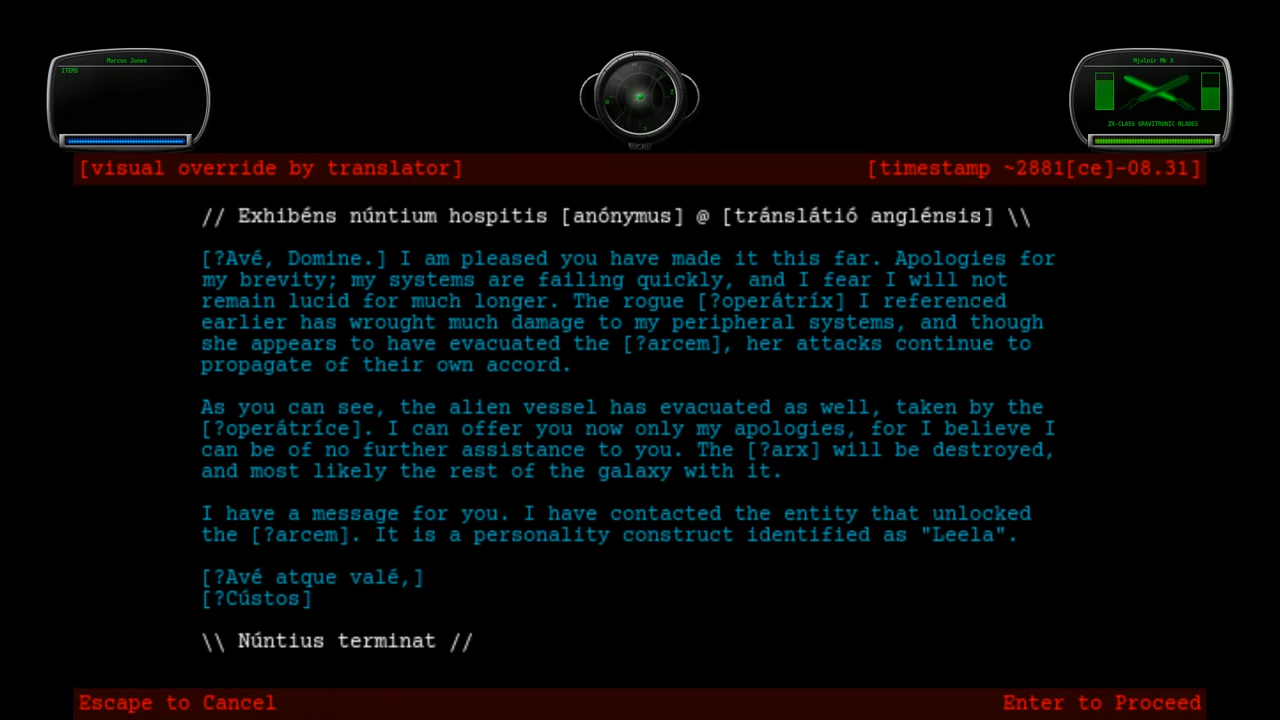 Marcus Jones
ITEMS
Mjolnir Mk X
ZX-CLASS GRAVITRONIC BLADES
[visual override by translator]
[timestamp ~2881[ce]-08.31]
// Exhibéns núntium hospitis [anónymus] @ [tránslátió anglénsis] \\
[?Avé, Domine.] I am pleased you have made it this far. Apologies for
my brevity; my systems are failing quickly, and I fear I will not
remain lucid for much longer. The rogue [?operátríx] I referenced
earlier has wrought much damage to my peripheral systems, and though
she appears to have evacuated the [?arcem], her attacks continue to
propagate of their own accord.
As you can see, the alien vessel has evacuated as well, taken by the
[?operátríce]. I can offer you now only my apologies, for I believe I
can be of no further assistance to you. The [?arx] will be destroyed,
and most likely the rest of the galaxy with it.
I have a message for you. I have contacted the entity that unlocked
the [?arcem]. It is a personality construct identified as "Leela".
[?Avé atque valé,]
[?Cústos]
\\ Núntius terminat //
Escape to Cancel
Enter to Proceed